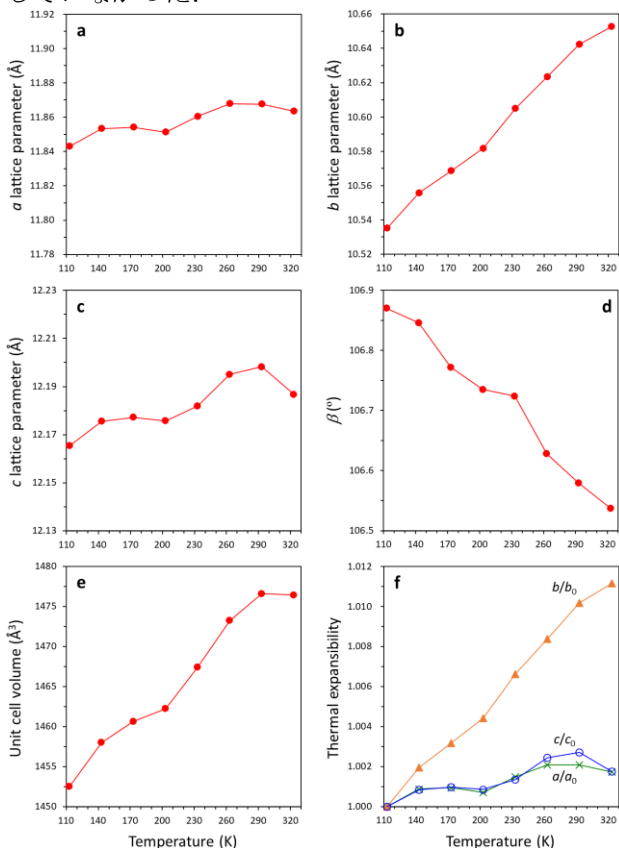 a
11.92
11.90
11.88
11.86
11.84
11.82
11.80
11.78
a lattice parameter (Å)
110 140 170 200 230 260 290 320
b
10.66
10.64
10.62
10.60
10.58
10.56
10.54
10.52
b lattice parameter (Å)
110 140 170 200 230 260 290 320
c
12.23
12.21
12.19
12.17
12.15
12.13
c lattice parameter (Å)
110 140 170 200 230 260 290 320
d
106.9
106.8
106.7
106.6
106.5
β (º)
110 140 170 200 230 260 290 320
e
1480
1475
1470
1465
1460
1455
1450
Unit cell volume (Å³)
110 140 170 200 230 260 290 320
Temperature (K)
f
1.012
1.010
1.008
1.006
1.004
1.002
1.000
Thermal expansibility
b/b₀
c/c₀
a/a₀
110 140 170 200 230 260 290 320
Temperature (K)